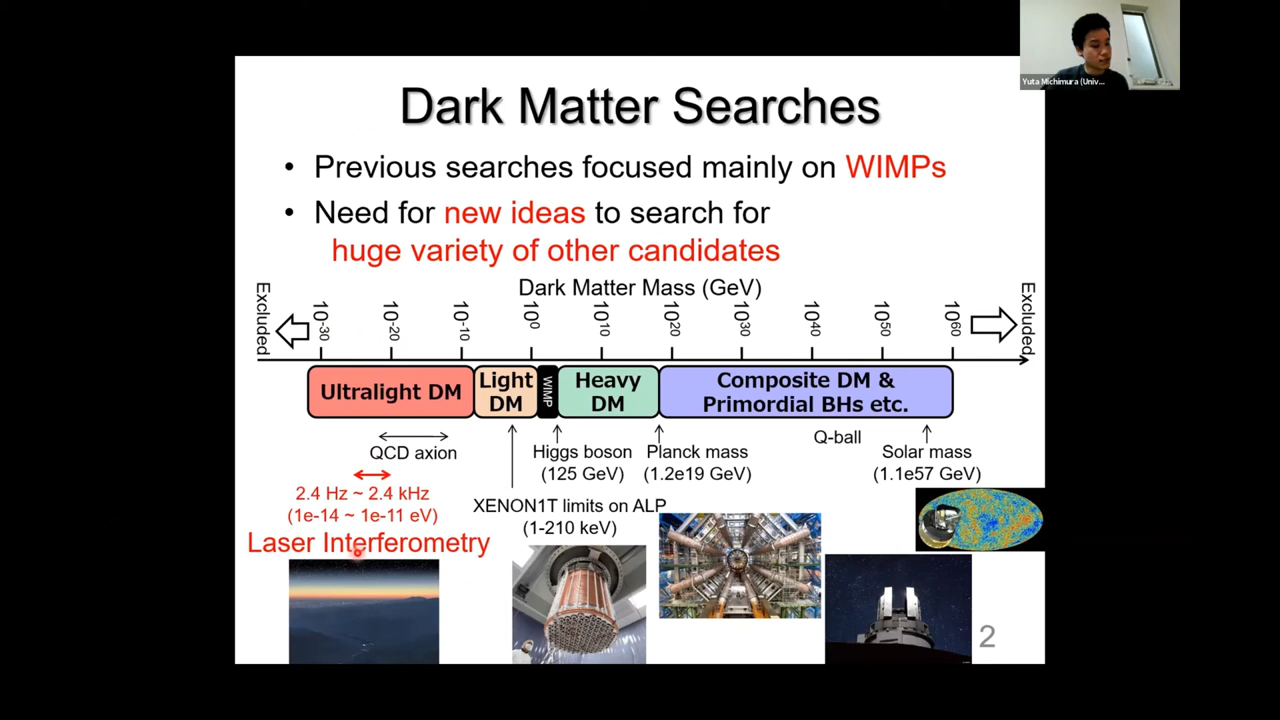 Yuta Michimura (Univ...
Dark Matter Searches
• Previous searches focused mainly on WIMPs
• Need for new ideas to search for
huge variety of other candidates
Dark Matter Mass (GeV)
Excluded
10-30
10-20
10-10
100
1010
1020
1030
1040
1050
1060
Excluded
Ultralight DM
Light
DM
WIMP
Heavy
DM
Composite DM &
Primordial BHs etc.
QCD axion
Higgs boson
(125 GeV)
Planck mass
(1.2e19 GeV)
Q-ball
Solar mass
(1.1e57 GeV)
2.4 Hz ~ 2.4 kHz
(1e-14 ~ 1e-11 eV)
Laser Interferometry
XENON1T limits on ALP
(1-210 keV)
2